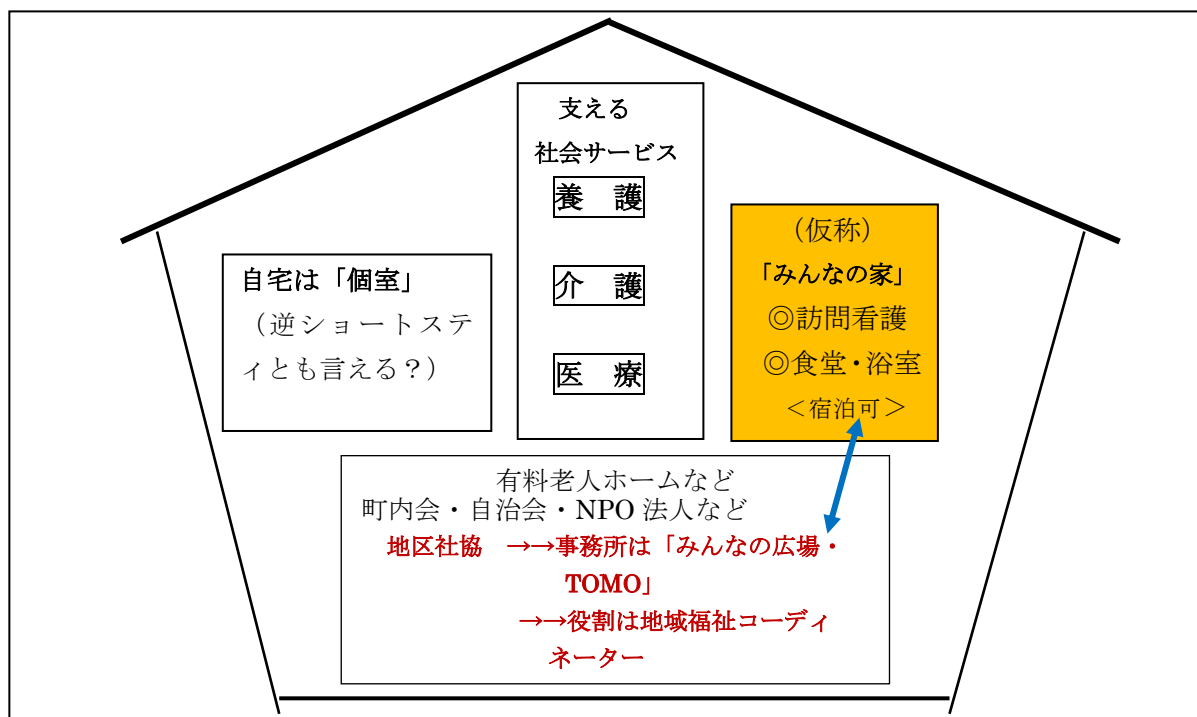 支える
社会サービス
養　護
介　護
医　療
自宅は「個室」
（逆ショートステ
ィとも言える？）
（仮称）
「みんなの家」
◎訪問看護
◎食堂・浴室
＜宿泊可＞
有料老人ホームなど
町内会・自治会・NPO 法人など
地区社協　→→事務所は「みんなの広場・
TOMO」
→→役割は地域福祉コーディ
ネーター